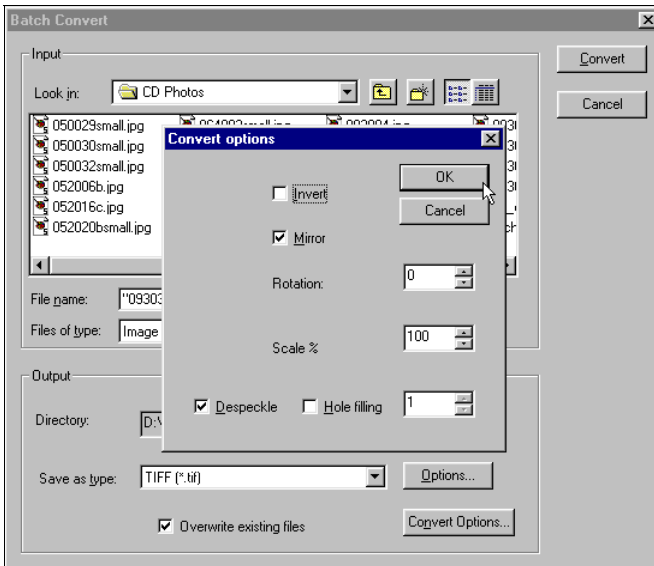 Batch Convert
Input
Convert
Look in: CD Photos
Cancel
050029small.jpg
050030small.jpg
050032small.jpg
052006b.jpg
052016c.jpg
052020bsmall.jpg
Convert options
OK
Invert
Cancel
Mirror
Rotation: 0
Scale % 100
Despeckle Hole filling 1
File name: "0930
Files of type: Image
Output
Directory: D:\
Save as type: TIFF (*.tif) Options...
Overwrite existing files Convert Options...